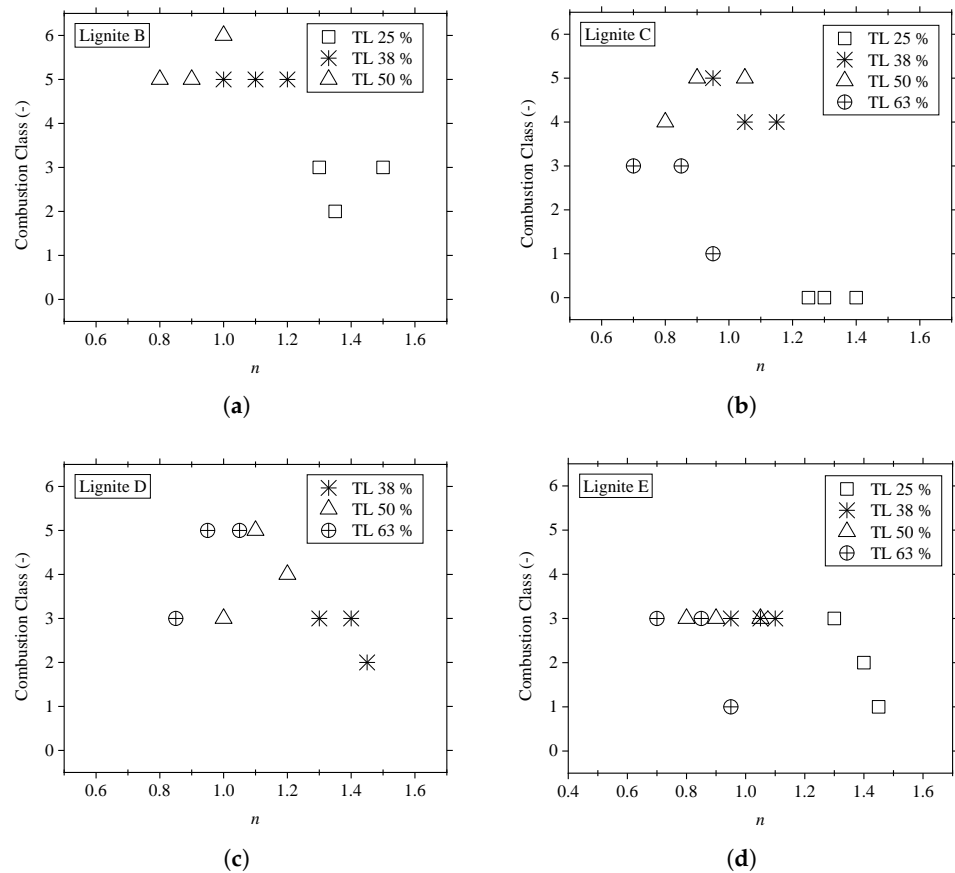 Lignite B
TL 25 %
TL 38 %
TL 50 %
Combustion Class (-)
6
5
4
3
2
1
0
0.6 0.8 1.0 1.2 1.4 1.6
n
(a)
Lignite C
TL 25 %
TL 38 %
TL 50 %
TL 63 %
Combustion Class (-)
6
5
4
3
2
1
0
0.6 0.8 1.0 1.2 1.4 1.6
n
(b)
Lignite D
TL 38 %
TL 50 %
TL 63 %
Combustion Class (-)
6
5
4
3
2
1
0
0.6 0.8 1.0 1.2 1.4 1.6
n
(c)
Lignite E
TL 25 %
TL 38 %
TL 50 %
TL 63 %
Combustion Class (-)
6
5
4
3
2
1
0
0.4 0.6 0.8 1.0 1.2 1.4 1.6
n
(d)